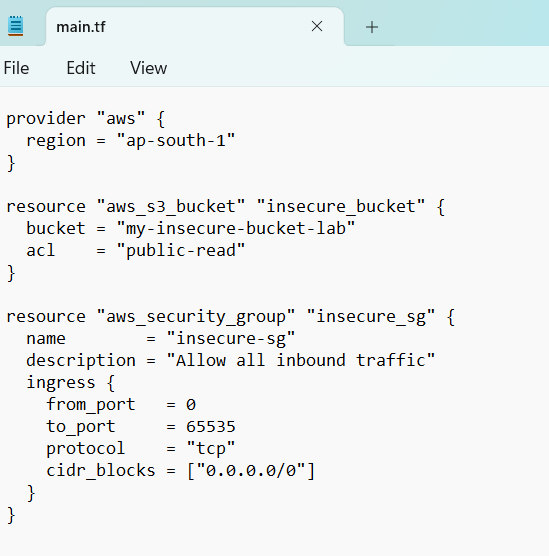 main.tf
File Edit View
provider "aws" {
  region = "ap-south-1"
}

resource "aws_s3_bucket" "insecure_bucket" {
  bucket = "my-insecure-bucket-lab"
  acl    = "public-read"
}

resource "aws_security_group" "insecure_sg" {
  name        = "insecure-sg"
  description = "Allow all inbound traffic"
  ingress {
    from_port   = 0
    to_port     = 65535
    protocol    = "tcp"
    cidr_blocks = ["0.0.0.0/0"]
  }
}